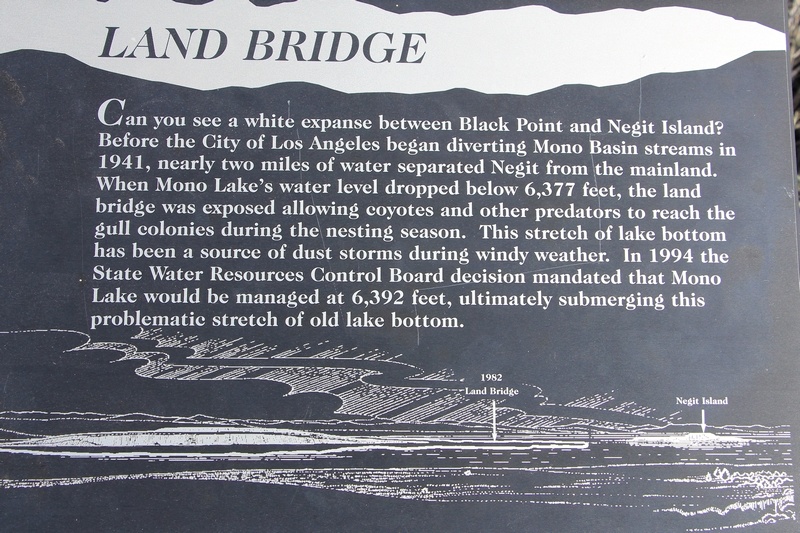 LAND BRIDGE
Can you see a white expanse between Black Point and Negit Island?
Before the City of Los Angeles began diverting Mono Basin streams in
1941, nearly two miles of water separated Negit from the mainland.
When Mono Lake's water level dropped below 6,377 feet, the land
bridge was exposed allowing coyotes and other predators to reach the
gull colonies during the nesting season.  This stretch of lake bottom
has been a source of dust storms during windy weather.  In 1994 the
State Water Resources Control Board decision mandated that Mono
Lake would be managed at 6,392 feet, ultimately submerging this
problematic stretch of old lake bottom.
1982
Land Bridge
Negit Island